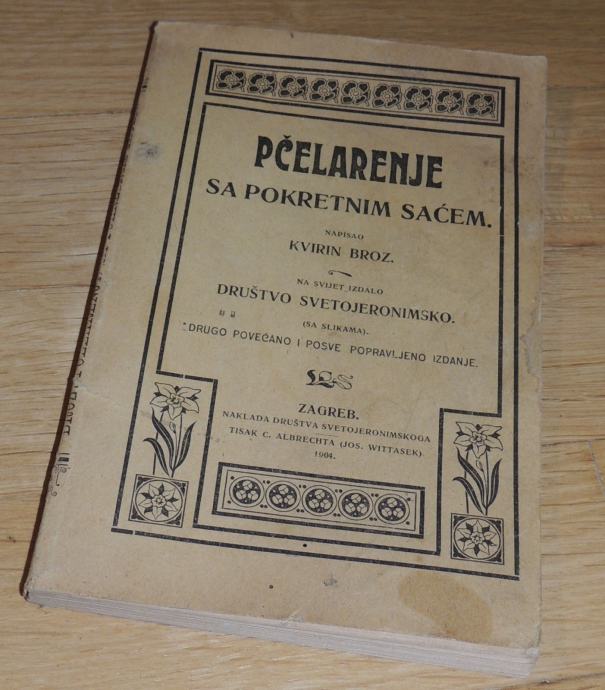 PČELARENJE
SA POKRETNIM SAĆEM.
NAPISAO
KVIRIN BROZ.
NA SVIJET IZDALO
DRUŠTVO SVETOJERONIMSKO.
(SA SLIKAMA).
DRUGO POVEĆANO I POSVE POPRAVLJENO IZDANJE.
ZAGREB.
NAKLADA DRUŠTVA SVETOJERONIMSKOGA
TISAK C. ALBRECHTA (JOS. WITTASEK)
1904.